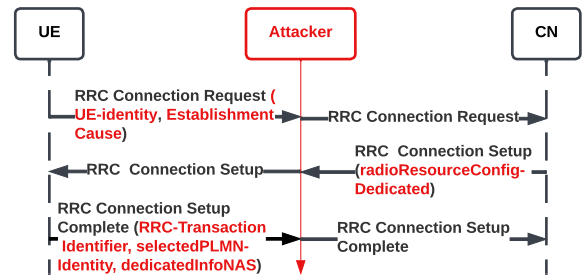 UE
Attacker
CN
RRC Connection Request (
UE-identity, Establishment
Cause)
RRC Connection Request
RRC Connection Setup
(radioResourceConfig-
Dedicated)
RRC Connection Setup
RRC Connection Setup
Complete (RRC-Transaction
Identifier, selectedPLMN-
Identity, dedicatedInfoNAS)
RRC Connection Setup
Complete